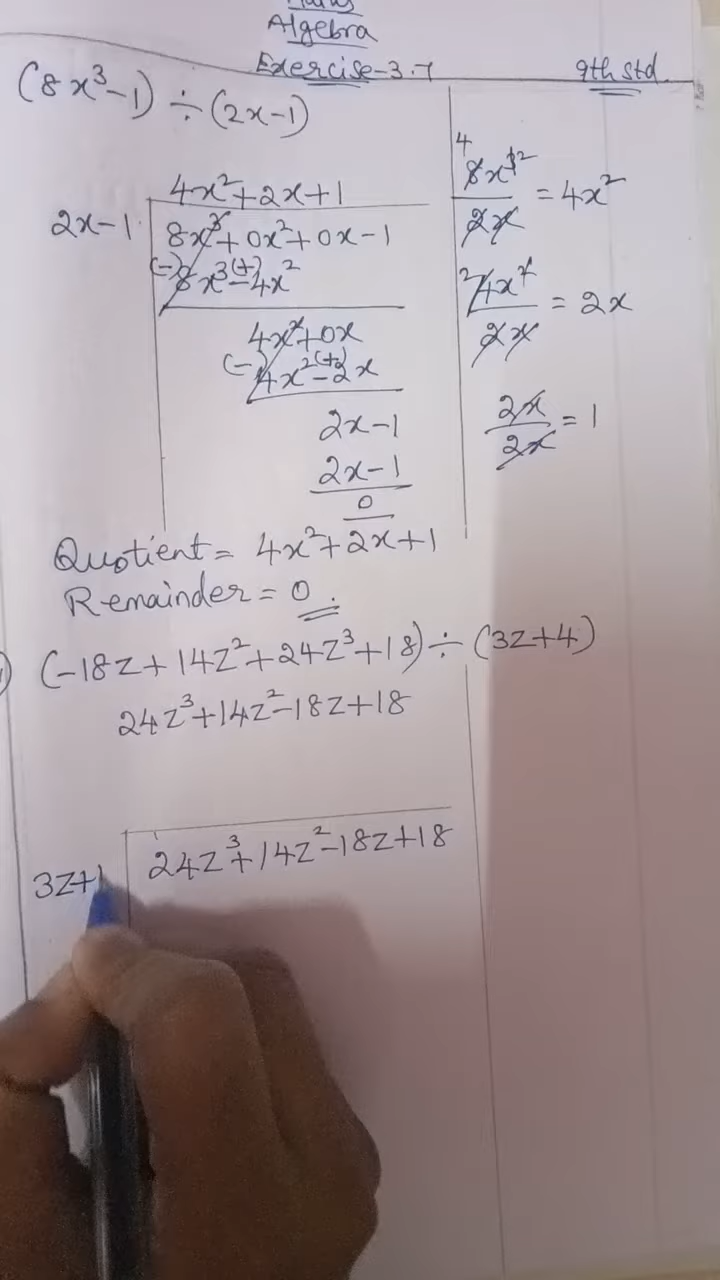 Maths
Algebra
Exercise-3.7 9th std
(8x³-1) ÷ (2x-1)
4x²+2x+1
2x-1 8x³+0x²+0x-1
(-) (+)
8x³-4x²
4x²+0x
(-) (+)
4x²-2x
2x-1
2x-1
0
8x³/2x = 4x²
4x²/2x = 2x
2x/2x = 1
Quotient = 4x²+2x+1
Remainder = 0.
(-18z+14z²+24z³+18) ÷ (3z+4)
24z³+14z²-18z+18
3z+ 24z³+14z²-18z+18